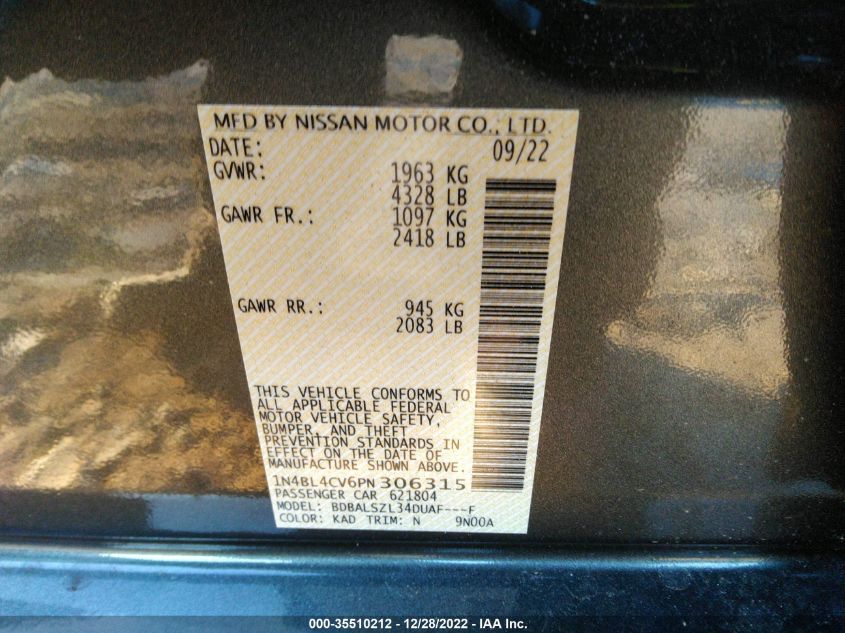 MFD BY NISSAN MOTOR CO., LTD.
DATE: 09/22
GVWR: 1963 KG
4328 LB
GAWR FR.: 1097 KG
2418 LB
GAWR RR.: 945 KG
2083 LB
THIS VEHICLE CONFORMS TO
ALL APPLICABLE FEDERAL
MOTOR VEHICLE SAFETY,
BUMPER, AND THEFT
PREVENTION STANDARDS IN
EFFECT ON THE DATE OF
MANUFACTURE SHOWN ABOVE.
1N4BL4CV6PN 306315
PASSENGER CAR 621804
MODEL: BDBALSZL34DUAF---F
COLOR: KAD TRIM: N 9N00A
000-35510212 - 12/28/2022 - IAA Inc.